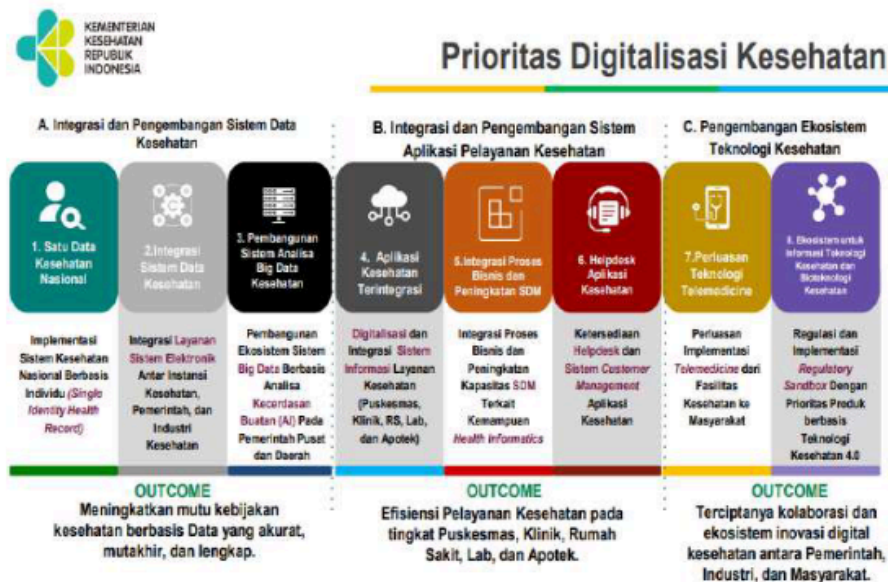 KEMENTERIAN
KESEHATAN
REPUBLIK
INDONESIA
Prioritas Digitalisasi Kesehatan
A. Integrasi dan Pengembangan Sistem Data
Kesehatan
B. Integrasi dan Pengembangan Sistem
Aplikasi Pelayanan Kesehatan
C. Pengembangan Ekosistem
Teknologi Kesehatan
1. Satu Data
Kesehatan
Nasional
2.Integrasi
Sistem Data
Kesehatan
3. Pembangunan
Sistem Analisa
Big Data
Kesehatan
4. Aplikasi
Kesehatan
Terintegrasi
5.Integrasi Proses
Bisnis dan
Peningkatan SDM
6. Helpdesk
Aplikasi
Kesehatan
7.Perluasan
Teknologi
Telemedicine
8. Ekosistem untuk
Informasi Teknologi
Kesehatan dan
Bioteknologi
Kesehatan
Implementasi
Sistem Kesehatan
Nasional Berbasis
Individu (Single
Identity Health
Record)
Integrasi Layanan
Sistem Elektronik
Antar Instansi
Kesehatan,
Pemerintah, dan
Industri
Kesehatan
Pembangunan
Ekosistem Sistem
Big Data Berbasis
Analisa
Kecerdasan
Buatan (AI) Pada
Pemerintah Pusat
dan Daerah
Digitalisasi dan
Integrasi Sistem
Informasi Layanan
Kesehatan
(Puskesmas,
Klinik, RS, Lab,
dan Apotek)
Integrasi Proses
Bisnis dan
Peningkatan
Kapasitas SDM
Terkait
Kemampuan
Health Informatics
Ketersediaan
Helpdesk dan
Sistem Customer
Management
Aplikasi
Kesehatan
Perluasan
Implementasi
Telemedicine dari
Fasilitas
Kesehatan ke
Masyarakat
Regulasi dan
Implementasi
Regulatory
Sandbox Dengan
Prioritas Produk
berbasis
Teknologi
Kesehatan 4.0
OUTCOME
Meningkatkan mutu kebijakan
kesehatan berbasis Data yang akurat,
mutakhir, dan lengkap.
OUTCOME
Efisiensi Pelayanan Kesehatan pada
tingkat Puskesmas, Klinik, Rumah
Sakit, Lab, dan Apotek.
OUTCOME
Terciptanya kolaborasi dan
ekosistem inovasi digital
kesehatan antara Pemerintah,
Industri, dan Masyarakat.